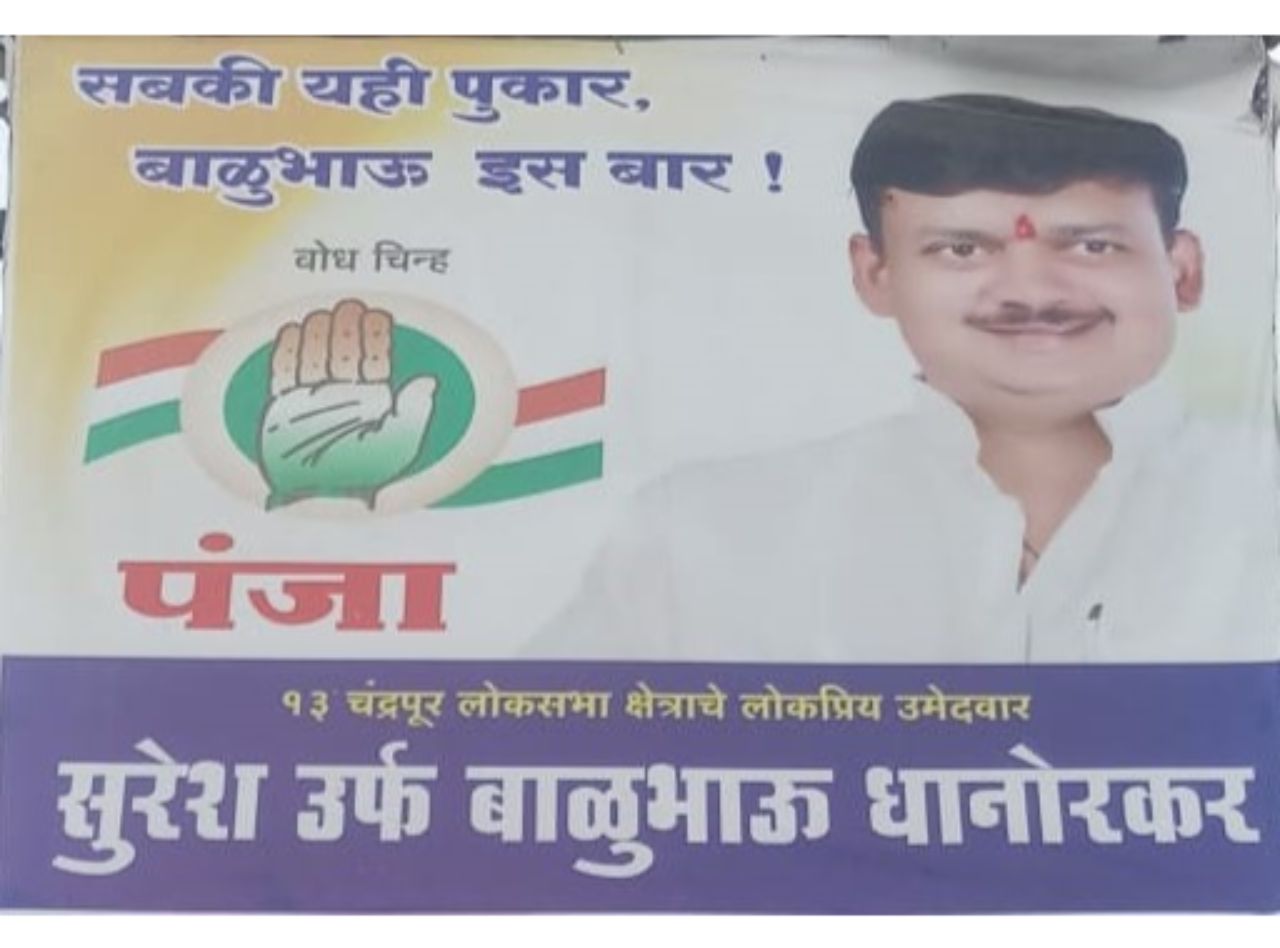 सबकी यही पुकार,
बाळुभाऊ इस बार !
वोध चिन्ह
पंजा
१३ चंद्रपूर लोकसभा क्षेत्राचे लोकप्रिय उमेदवार
सुरेश उर्फ बाळुभाऊ धानोरकर